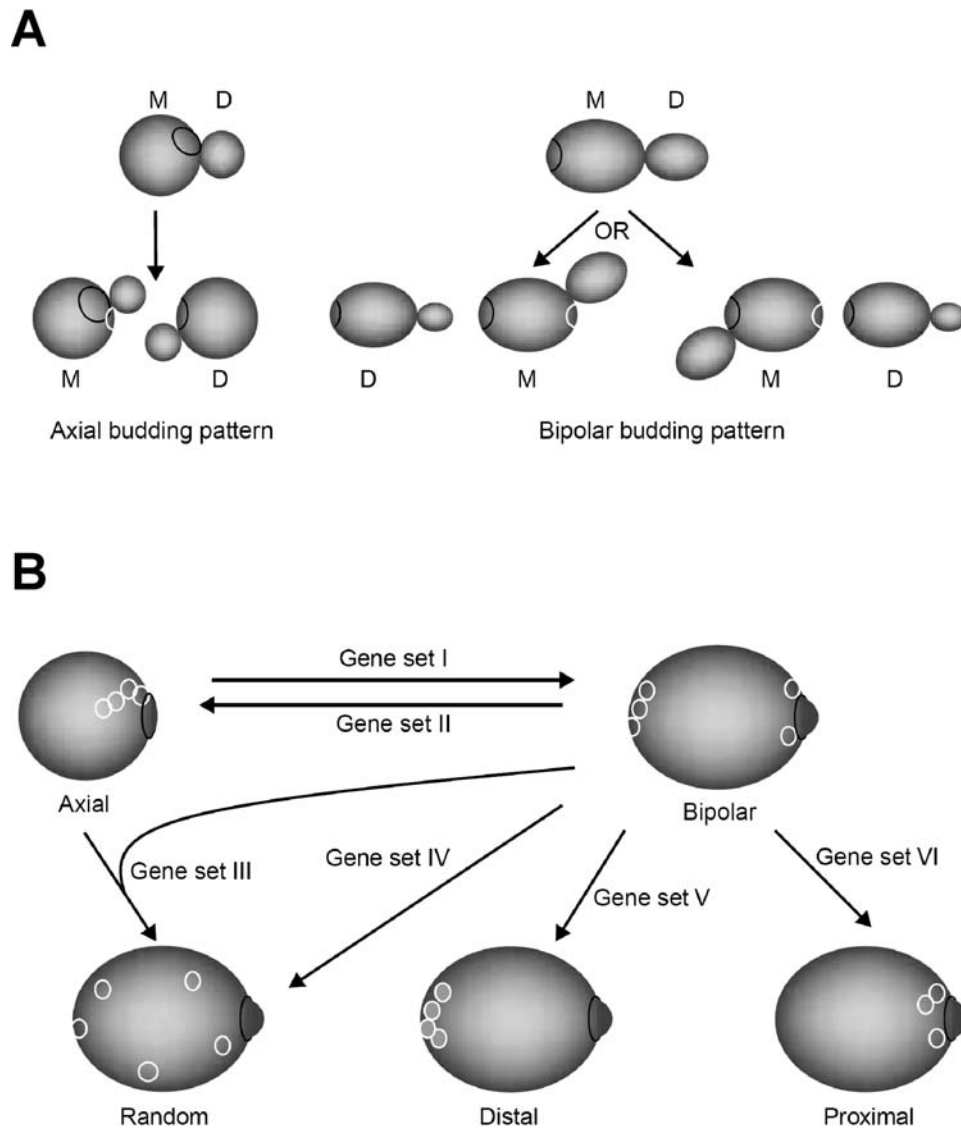 A
M D
M D
OR
M D
D M
M D
Axial budding pattern
Bipolar budding pattern
B
Gene set I
Gene set II
Axial
Bipolar
Gene set III
Gene set IV
Gene set V
Gene set VI
Random
Distal
Proximal